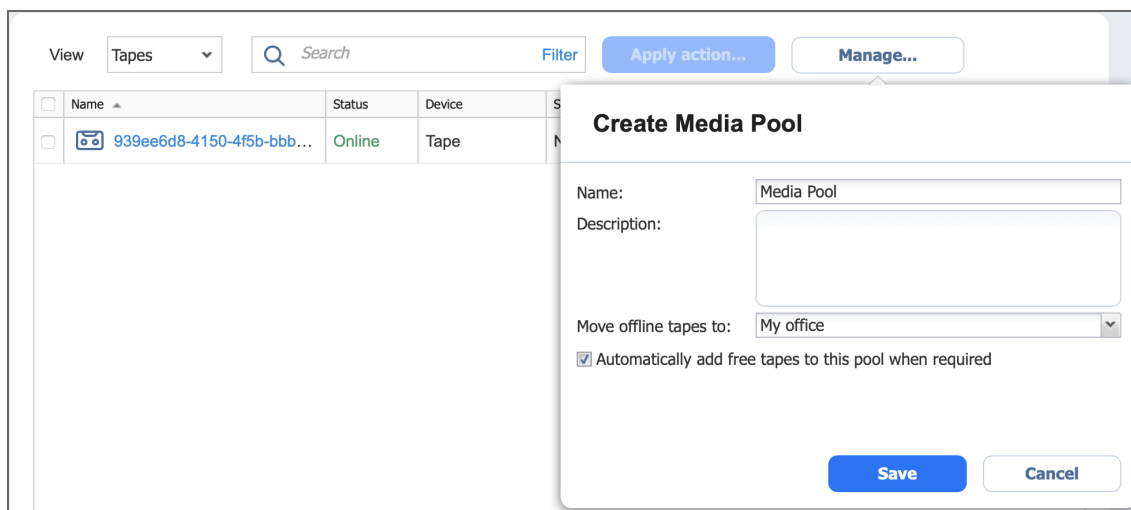 View Tapes Search Filter Apply action... Manage...
Name Status Device S
939ee6d8-4150-4f5b-bbb... Online Tape N
Create Media Pool
Name: Media Pool
Description:
Move offline tapes to: My office
Automatically add free tapes to this pool when required
Save Cancel